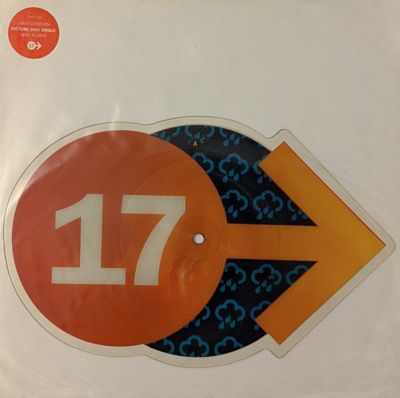 LIMITED EDITION
PICTURE DISC SINGLE
A
17